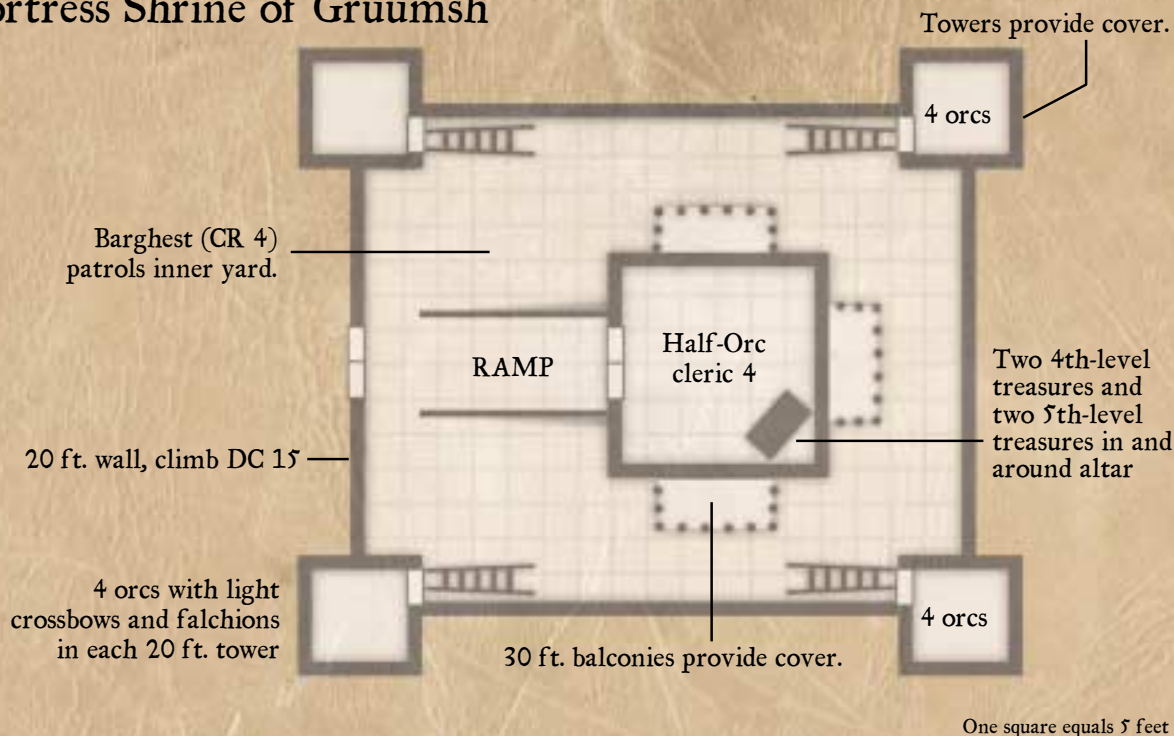 Fortress Shrine of Gruumsh
Towers provide cover.
4 orcs
Barghest (CR 4)
patrols inner yard.
Half-Orc
cleric 4
RAMP
Two 4th-level
treasures and
two 5th-level
treasures in and
around altar
20 ft. wall, climb DC 15
4 orcs with light
crossbows and falchions
in each 20 ft. tower
4 orcs
30 ft. balconies provide cover.
One square equals 5 feet